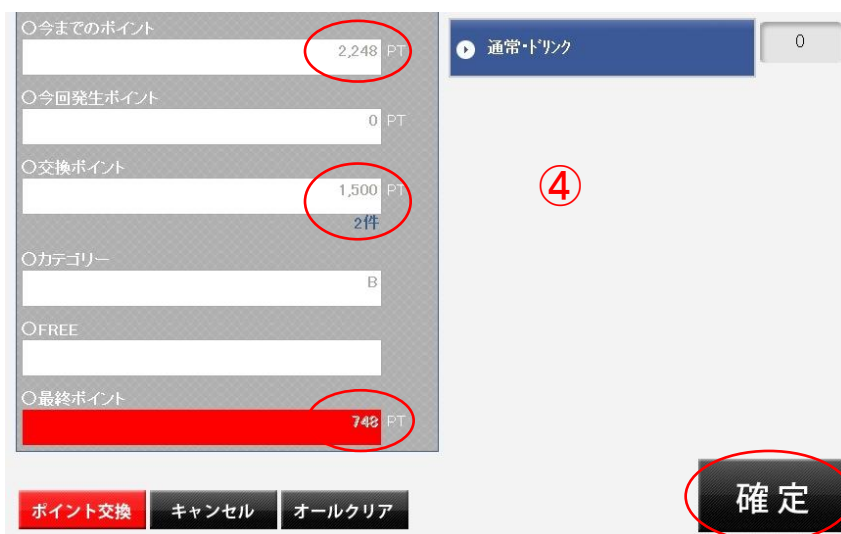 ○今までのポイント
2,248 PT
○今回発生ポイント
0 PT
○交換ポイント
1,500 PT
2件
○カテゴリー
B
○FREE
○最終ポイント
748 PT
ポイント交換 キャンセル オールクリア
通常・ドリンク 0
④
確定